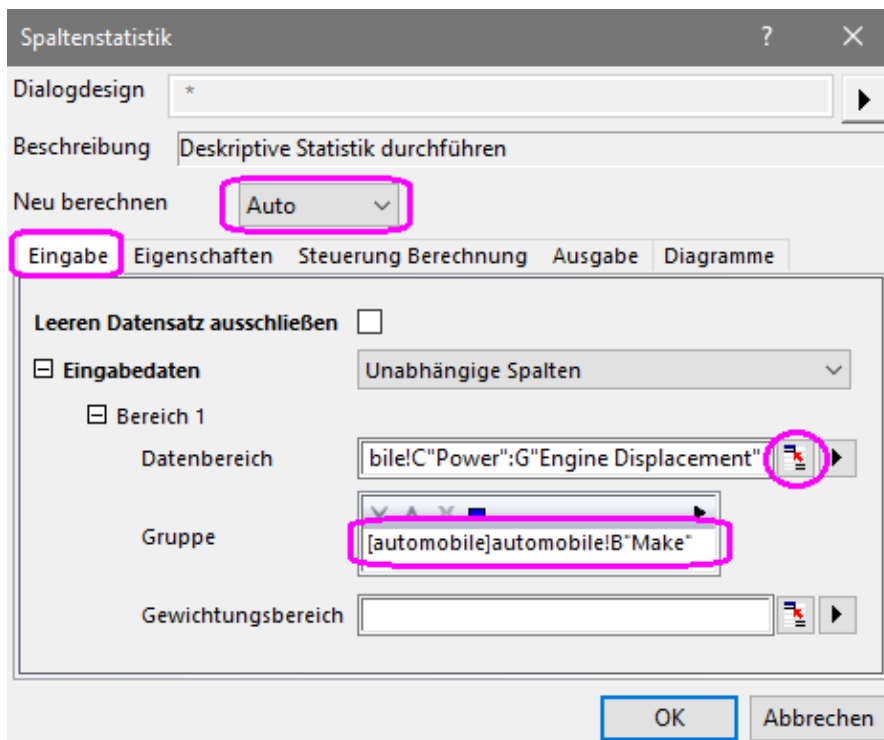 Spaltenstatistik ? ×
Dialogdesign *
Beschreibung Deskriptive Statistik durchführen
Neu berechnen Auto
Eingabe Eigenschaften Steuerung Berechnung Ausgabe Diagramme
Leeren Datensatz ausschließen
Eingabedaten Unabhängige Spalten
Bereich 1
Datenbereich bile!C"Power":G"Engine Displacement"
Gruppe [automobile]automobile!B"Make"
Gewichtungsbereich
OK Abbrechen